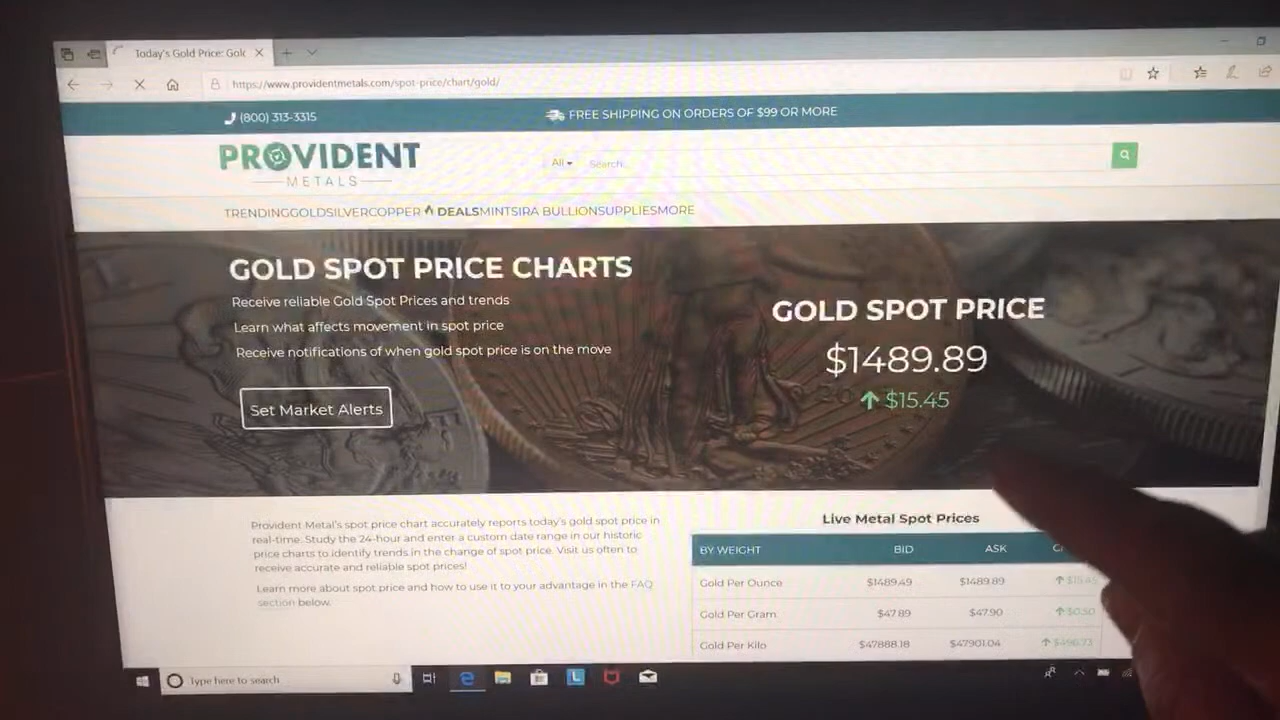 Today's Gold Price: Gold
https://www.providentmetals.com/spot-price/chart/gold/
(800) 313-3315
FREE SHIPPING ON ORDERS OF $99 OR MORE
PROVIDENT
METALS
All
Search
TRENDINGGOLDSILVERCOPPER DEALSMINTSIRA BULLIONSUPPLIESMORE
GOLD SPOT PRICE CHARTS
Receive reliable Gold Spot Prices and trends
Learn what affects movement in spot price
Receive notifications of when gold spot price is on the move
Set Market Alerts
GOLD SPOT PRICE
$1489.89
$15.45
Provident Metal's spot price chart accurately reports today's gold spot price in
real-time. Study the 24-hour and enter a custom date range in our historic
price charts to identify trends in the change of spot price. Visit us often to
receive accurate and reliable spot prices!
Learn more about spot price and how to use it to your advantage in the FAQ
section below.
Live Metal Spot Prices
BY WEIGHT BID ASK
Gold Per Ounce $1489.49 $1489.89 $15.45
Gold Per Gram $47.89 $47.90 $0.50
Gold Per Kilo $47888.18 $47901.04 $496.73
Type here to search